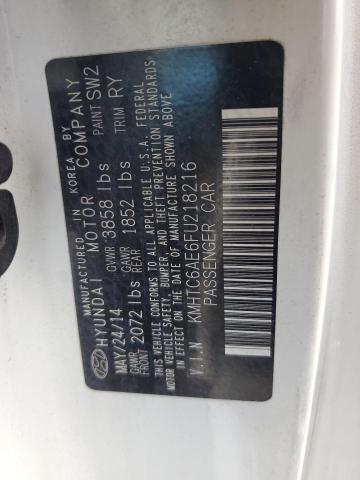 MANUFACTURED IN KOREA BY
HYUNDAI MOTOR COMPANY
MAY/24/14 GVWR 3858 lbs PAINT SW2
GAWR FRONT 2072 lbs GAWR REAR 1852 lbs TRIM RY
THIS VEHICLE CONFORMS TO ALL APPLICABLE U.S.A. FEDERAL
MOTOR VEHICLE SAFETY, BUMPER, AND THEFT PREVENTION STANDARDS
IN EFFECT ON THE DATE OF MANUFACTURE SHOWN ABOVE
V.I.N KMHTC6AE6FU218216
PASSENGER CAR